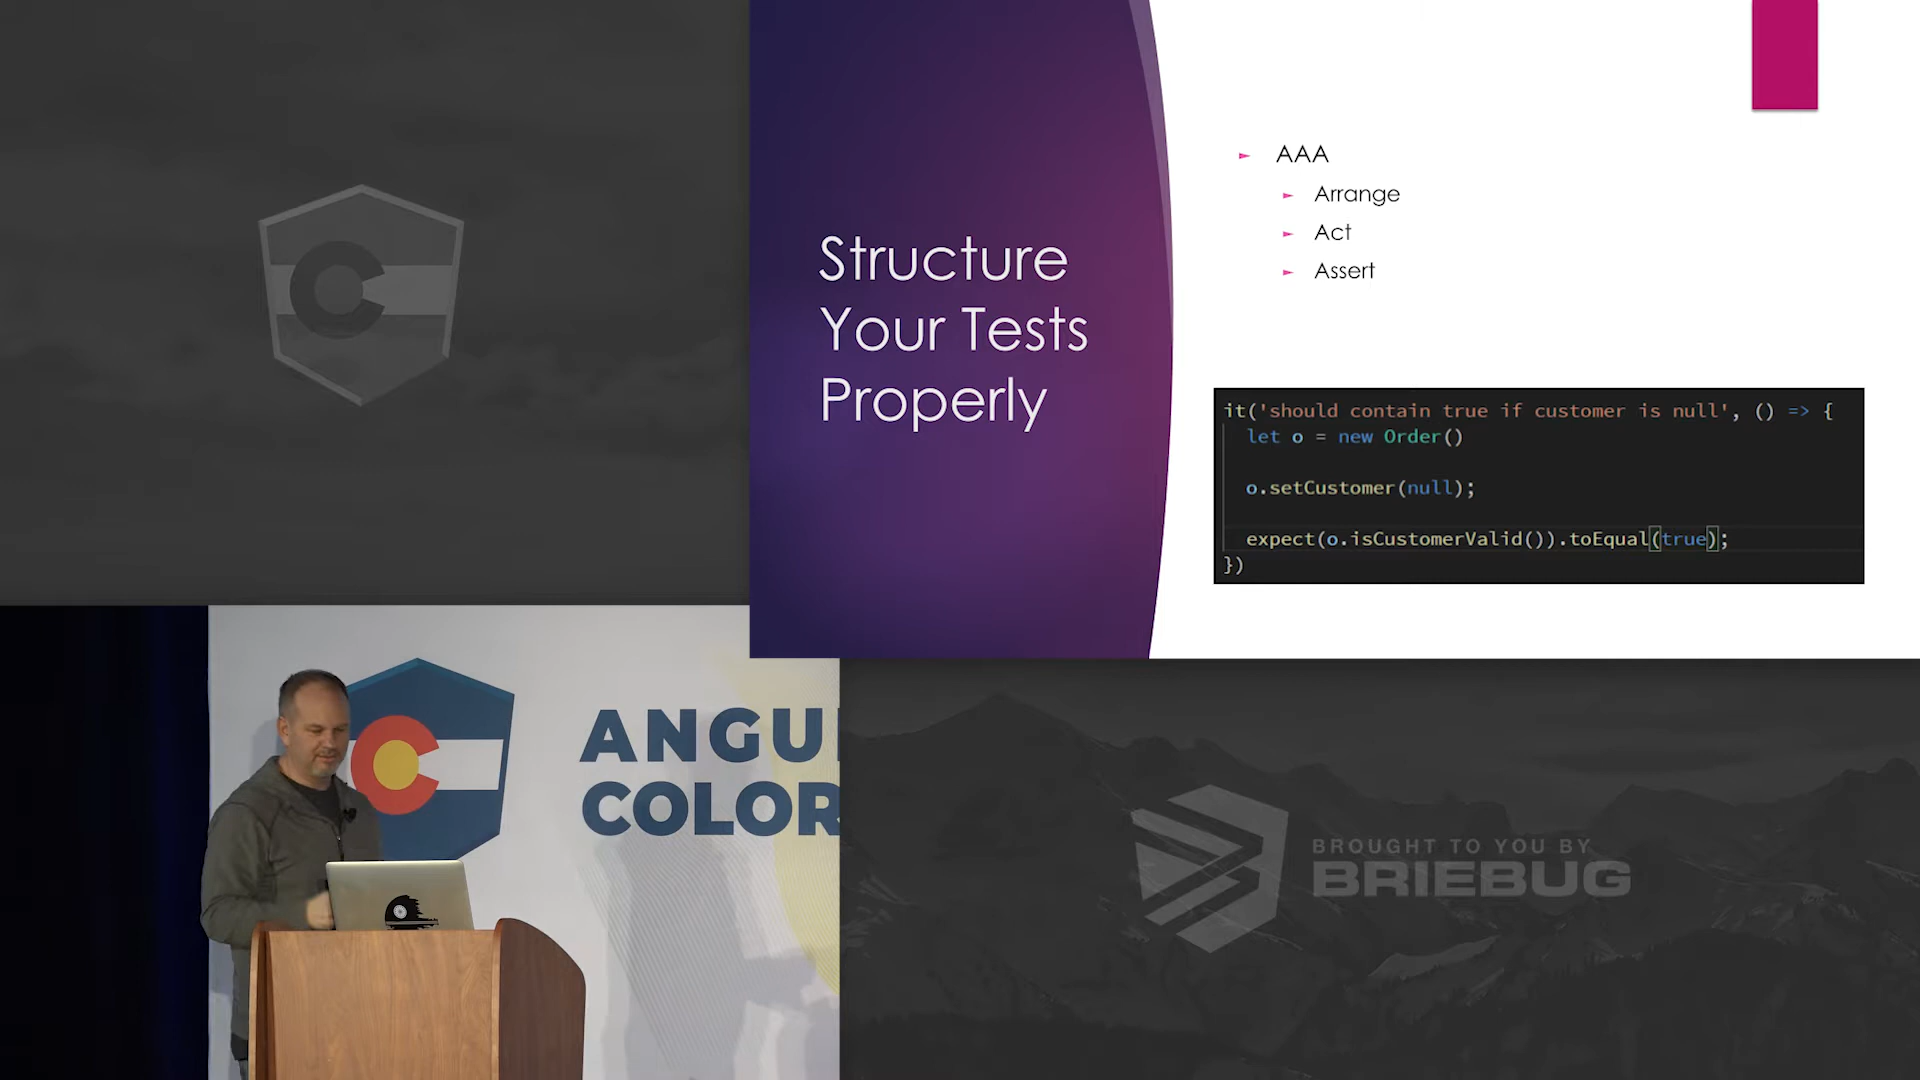 Structure
Your Tests
Properly
AAA
Arrange
Act
Assert
it('should contain true if customer is null', () => {
let o = new Order()
o.setCustomer(null);
expect(o.isCustomerValid()).toEqual(true);
})
ANGU
COLOR
BROUGHT TO YOU BY
BRIEBUG